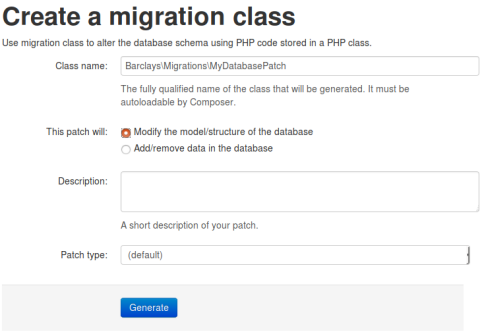 Create a migration class
Use migration class to alter the database schema using PHP code stored in a PHP class.
Class name: Barclays\Migrations\MyDatabasePatch
The fully qualified name of the class that will be generated. It must be
autoloadable by Composer.
This patch will: Modify the model/structure of the database
Add/remove data in the database
Description:
A short description of your patch.
Patch type: (default)
Generate